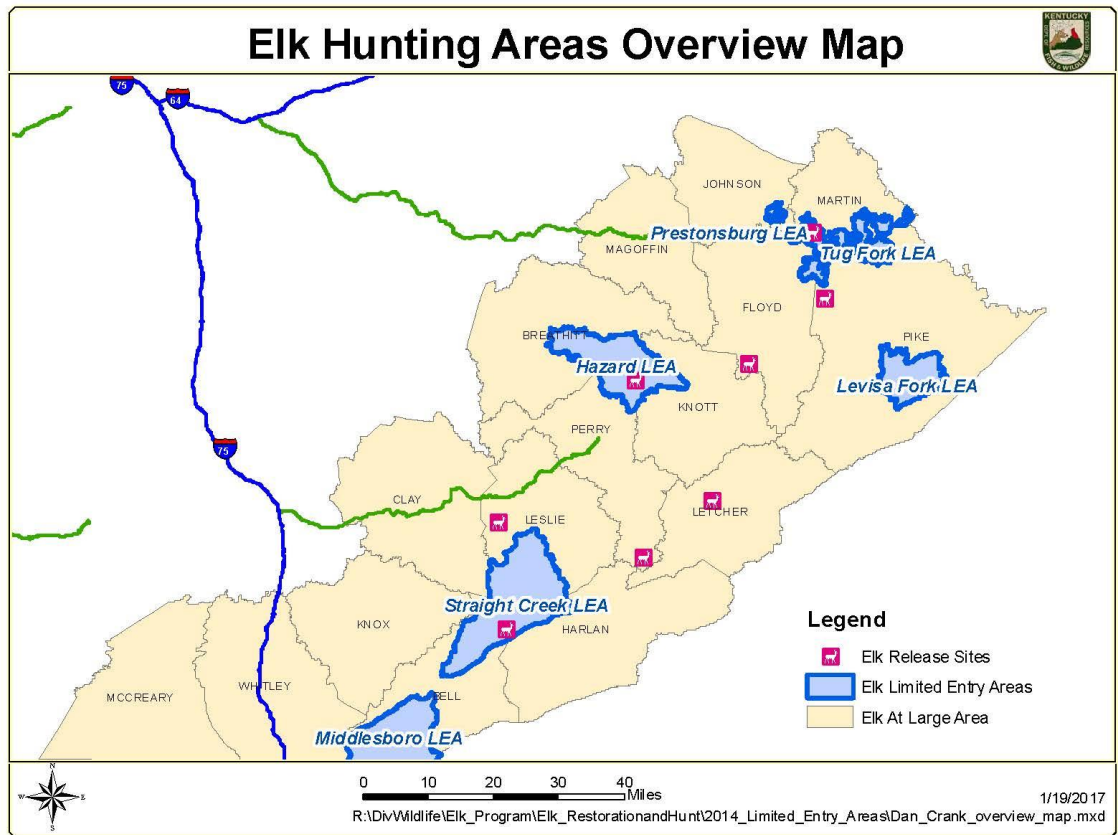 Elk Hunting Areas Overview Map
KENTUCKY
75
64
JOHNSON
MARTIN
Prestonsburg LEA
MAGOFFIN
Tug Fork LEA
FLOYD
BREATHITT
PIKE
Hazard LEA
Levisa Fork LEA
KNOTT
PERRY
75
CLAY
LESLIE
LETCHER
Straight Creek LEA
KNOX
HARLAN
Legend
Elk Release Sites
WHITLEY
Elk Limited Entry Areas
MCCREARY
BELL
Elk At Large Area
Middlesboro LEA
N
W E
S
0 10 20 30 40
Miles
1/19/2017
R:\DivWildlife\Elk_Program\Elk_RestorationandHunt\2014_Limited_Entry_Areas\Dan_Crank_overview_map.mxd